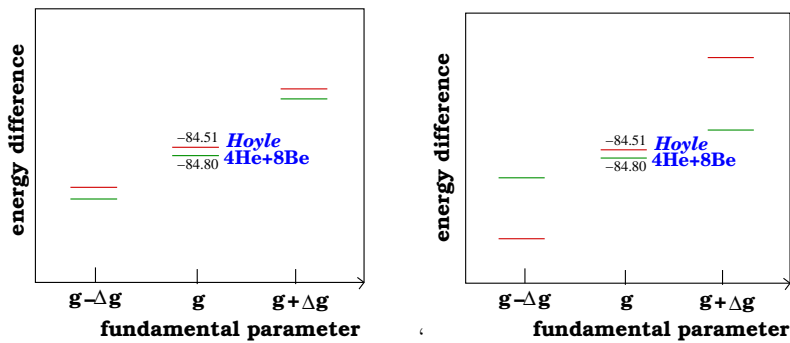 energy difference
−84.51
Hoyle
4He+8Be
−84.80
g−Δg
g
g+Δg
fundamental parameter
‘
energy difference
−84.51
Hoyle
4He+8Be
−84.80
g−Δg
g
g+Δg
fundamental parameter